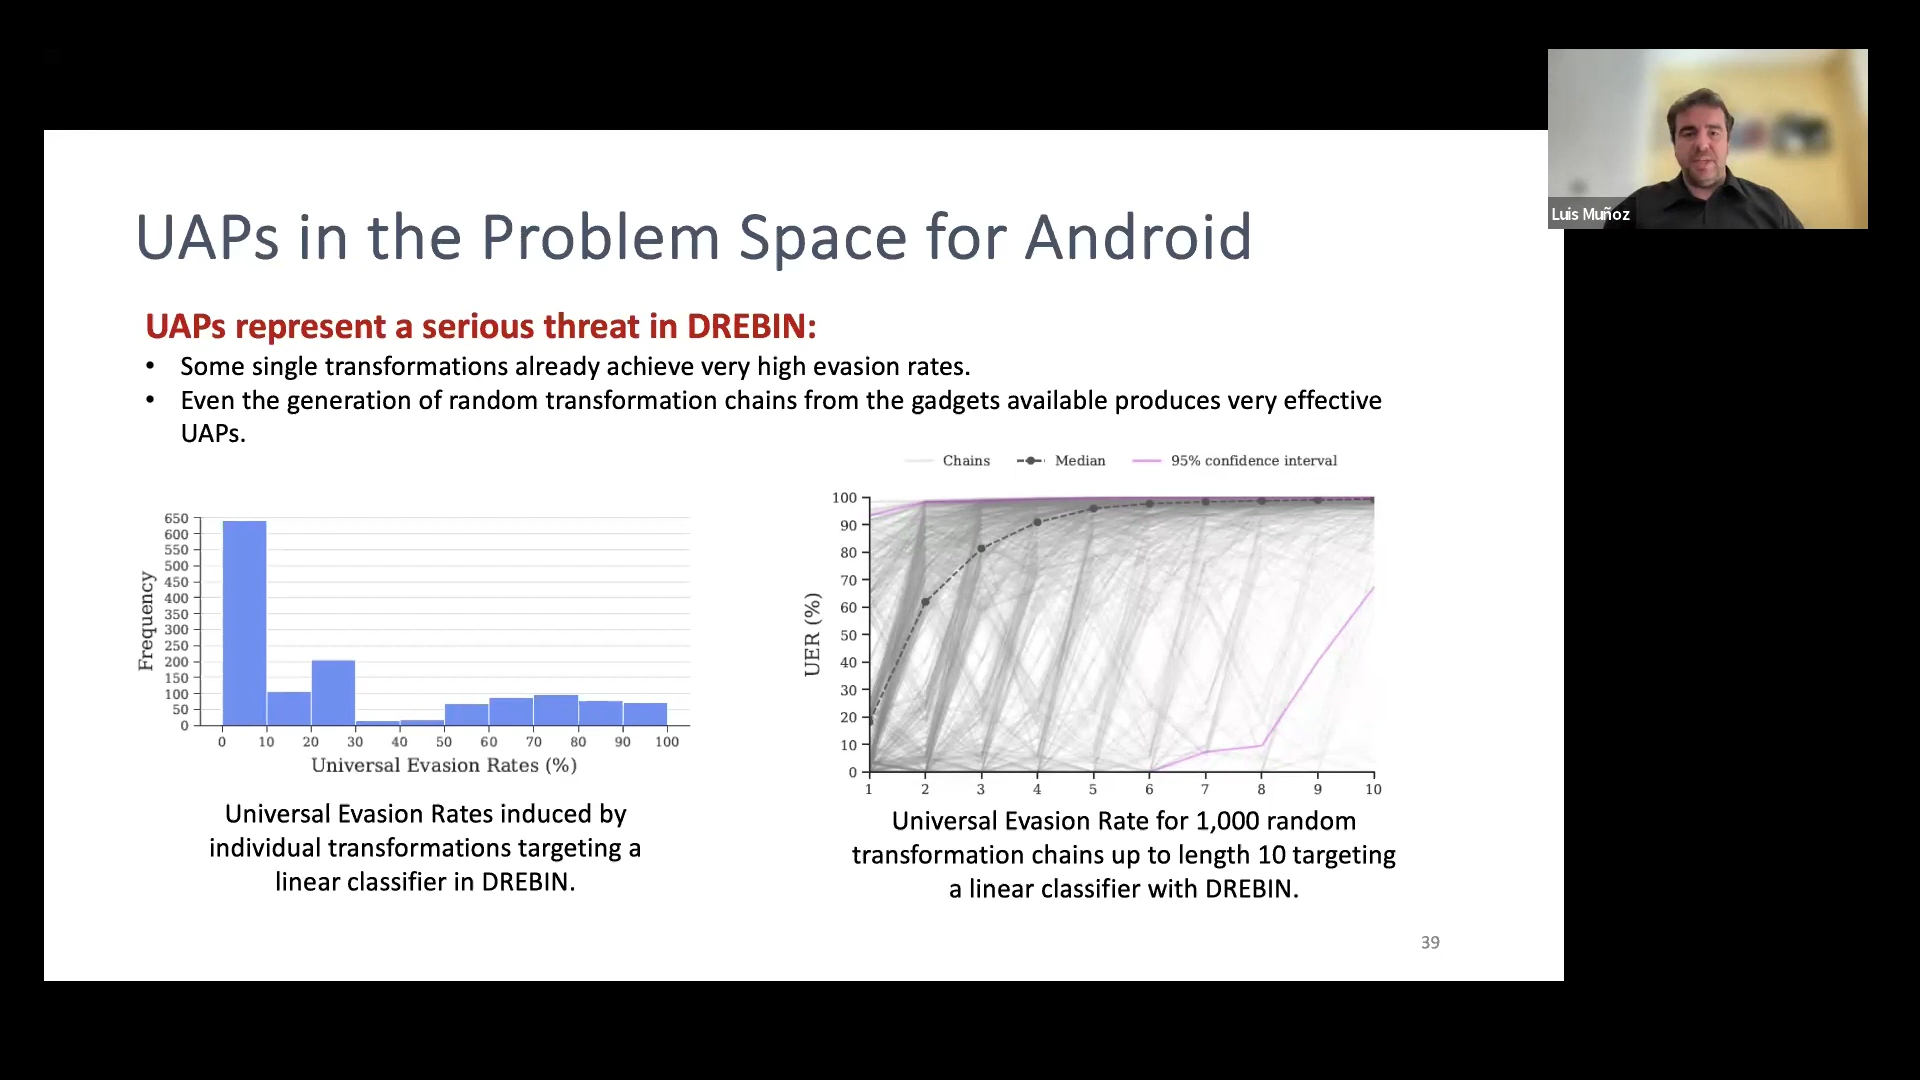 Luis Muñoz
UAPs in the Problem Space for Android
UAPs represent a serious threat in DREBIN:
• Some single transformations already achieve very high evasion rates.
• Even the generation of random transformation chains from the gadgets available produces very effective
UAPs.
Chains Median 95% confidence interval
650
600
550
500
450
400
350
300
250
200
150
100
50
0
Frequency
0 10 20 30 40 50 60 70 80 90 100
Universal Evasion Rates (%)
Universal Evasion Rates induced by
individual transformations targeting a
linear classifier in DREBIN.
100
90
80
70
60
50
40
30
20
10
0
UER (%)
1 2 3 4 5 6 7 8 9 10
Universal Evasion Rate for 1,000 random
transformation chains up to length 10 targeting
a linear classifier with DREBIN.
39